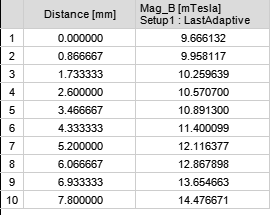 Distance [mm] Mag_B [mTesla]
Setup1 : LastAdaptive
1 0.000000 9.666132
2 0.866667 9.958117
3 1.733333 10.259639
4 2.600000 10.570700
5 3.466667 10.891300
6 4.333333 11.400099
7 5.200000 12.116377
8 6.066667 12.867898
9 6.933333 13.654663
10 7.800000 14.476671